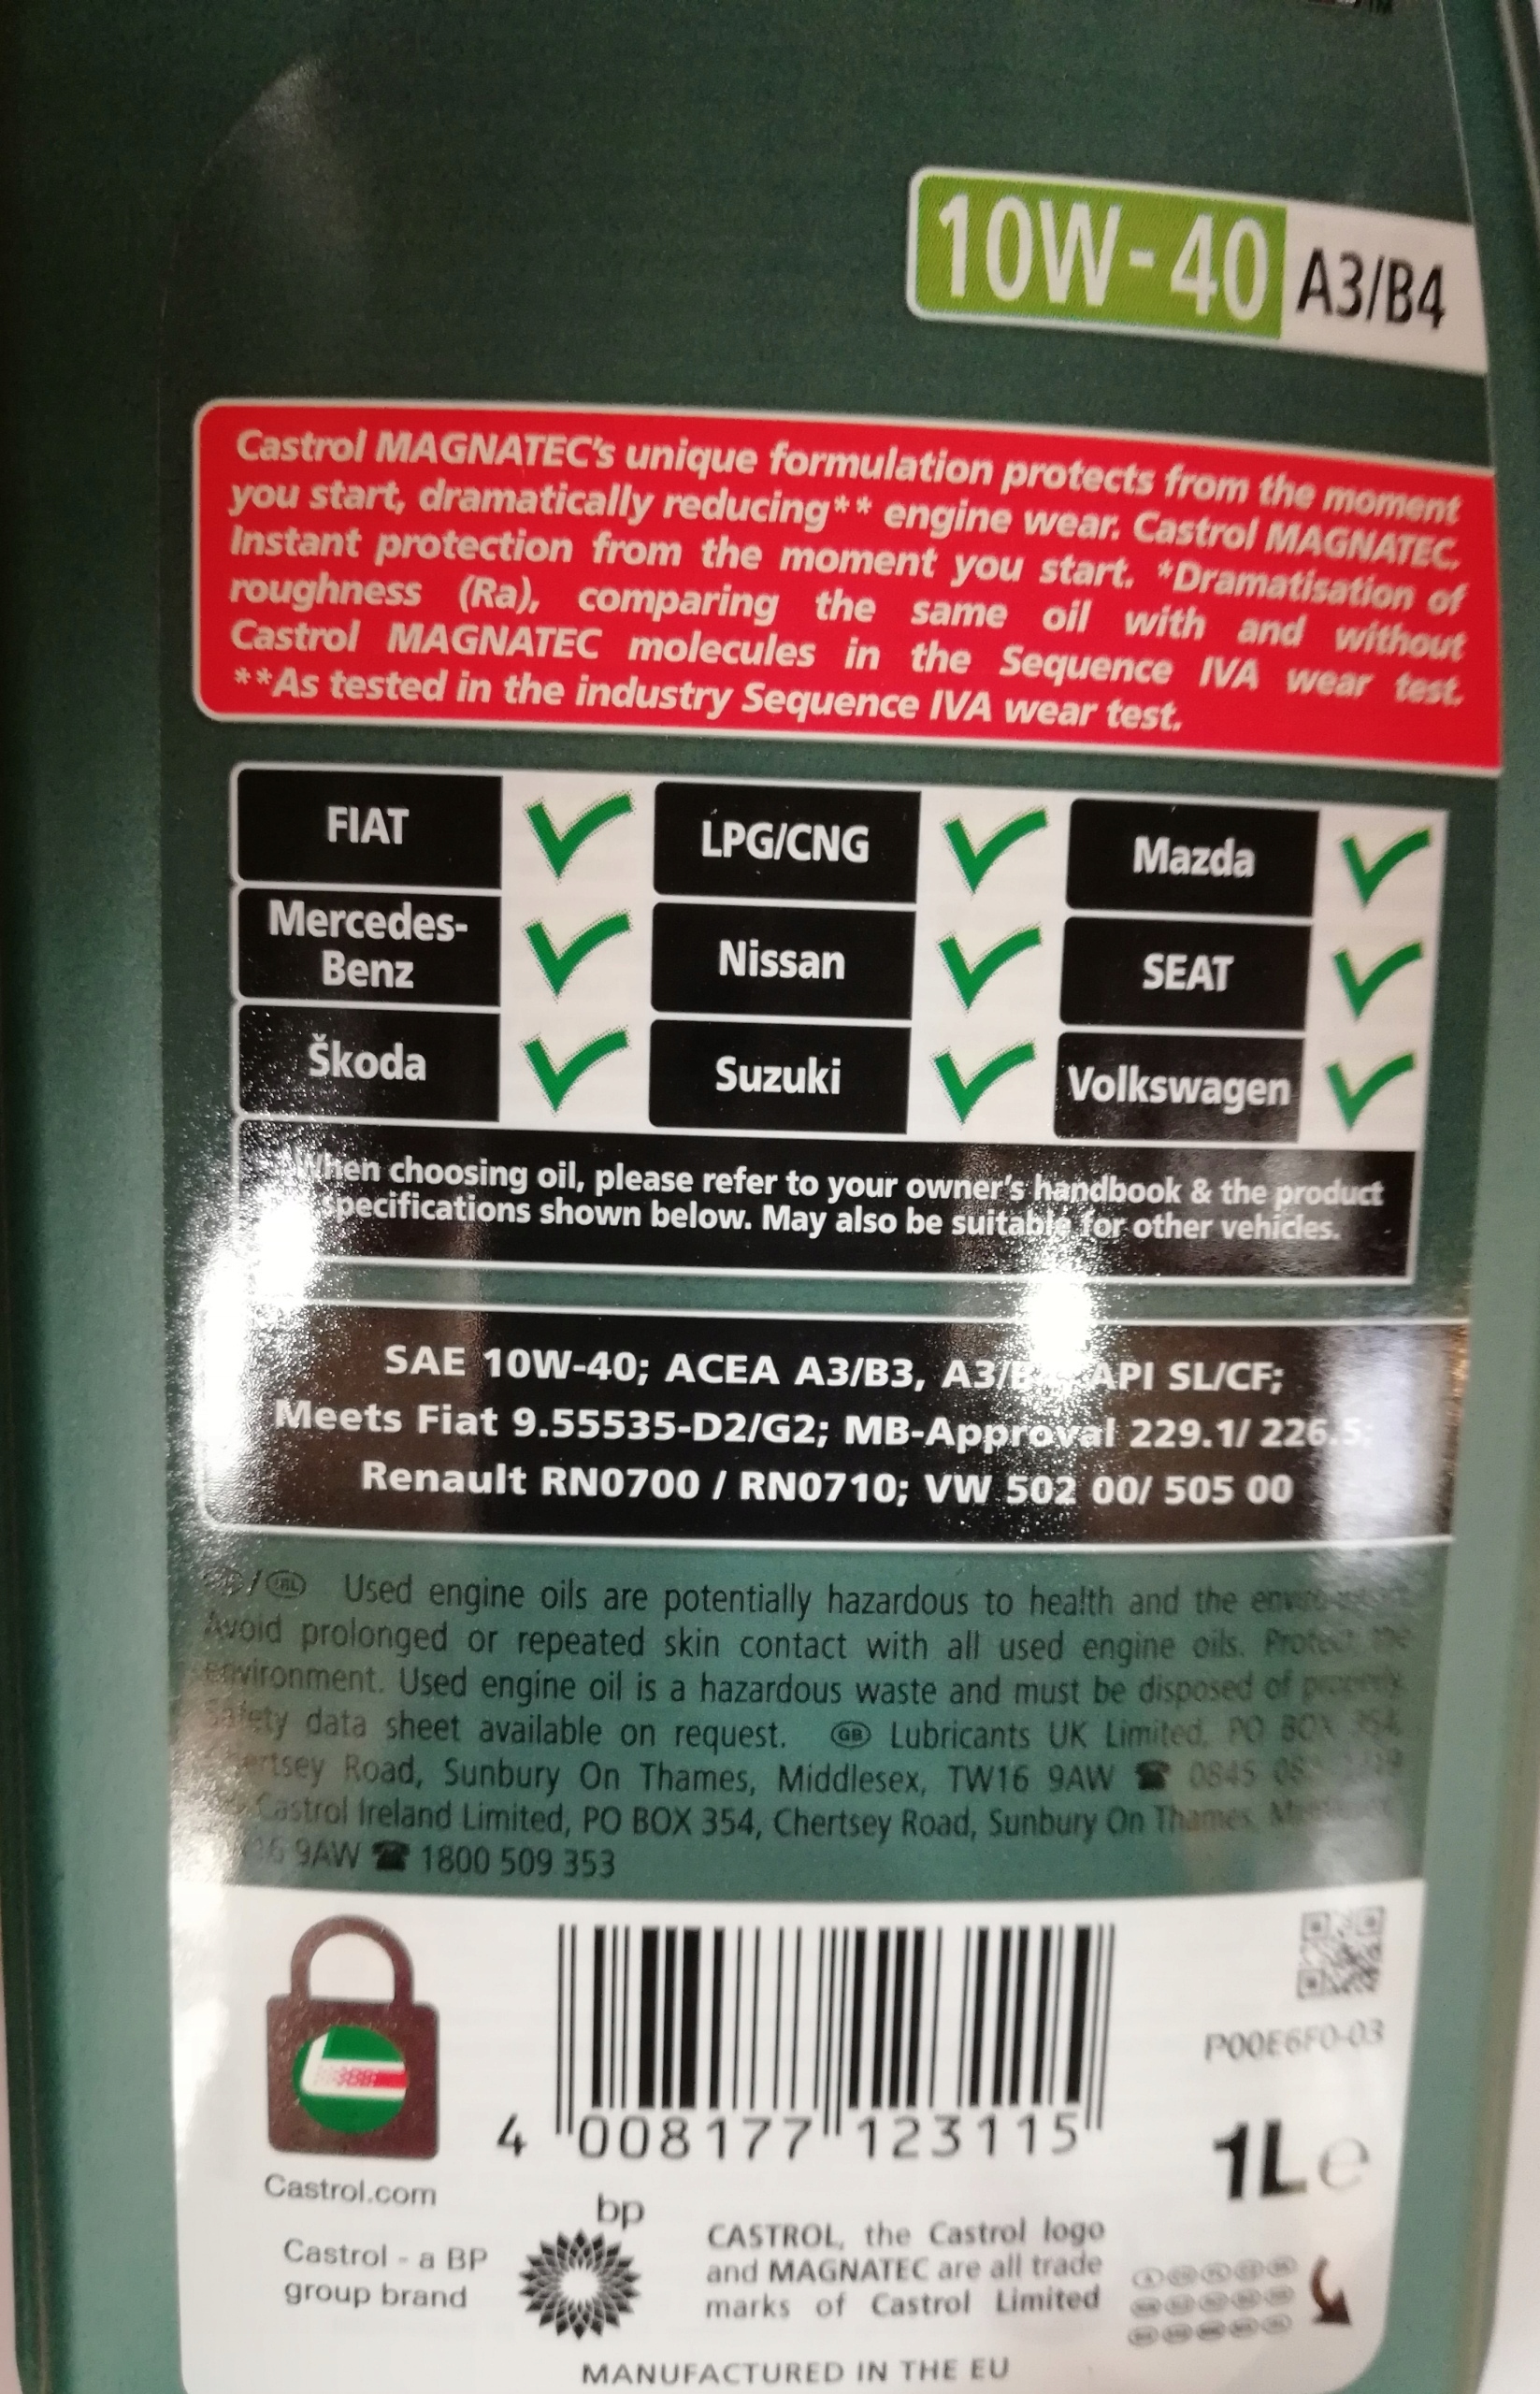 10W-40 A3/B4
Castrol MAGNATEC's unique formulation protects from the moment
you start, dramatically reducing** engine wear. Castrol MAGNATEC.
Instant protection from the moment you start. *Dramatisation of
roughness (Ra), comparing the same oil with and without
Castrol MAGNATEC molecules in the Sequence IVA wear test.
**As tested in the industry Sequence IVA wear test.
FIAT LPG/CNG Mazda
Mercedes-
Benz Nissan SEAT
Škoda Suzuki Volkswagen
When choosing oil, please refer to your owner's handbook & the product
specifications shown below. May also be suitable for other vehicles.
SAE 10W-40; ACEA A3/B3, API SL/CF;
Meets Fiat 9.55535-D2/G2; MB-Approval 229.1/ 226.5;
Renault RN0700 / RN0710; VW 502 00/ 505 00
Used engine oils are potentially hazardous to health and the
Avoid prolonged or repeated skin contact with all used engine oils. Protect the
environment. Used engine oil is a hazardous waste and must be disposed of properly.
Safety data sheet available on request. GB Lubricants UK Limited, PO BOX 354,
Chertsey Road, Sunbury On Thames, Middlesex, TW16 9AW ☎ 0845
Castrol Ireland Limited, PO BOX 354, Chertsey Road, Sunbury On Thames,
9AW ☎ 1800 509 353
P00E6F0-03
4 008177 123115
1L e
Castrol.com
bp
Castrol - a BP
group brand
CASTROL, the Castrol logo
and MAGNATEC are all trade
marks of Castrol Limited
MANUFACTURED IN THE EU